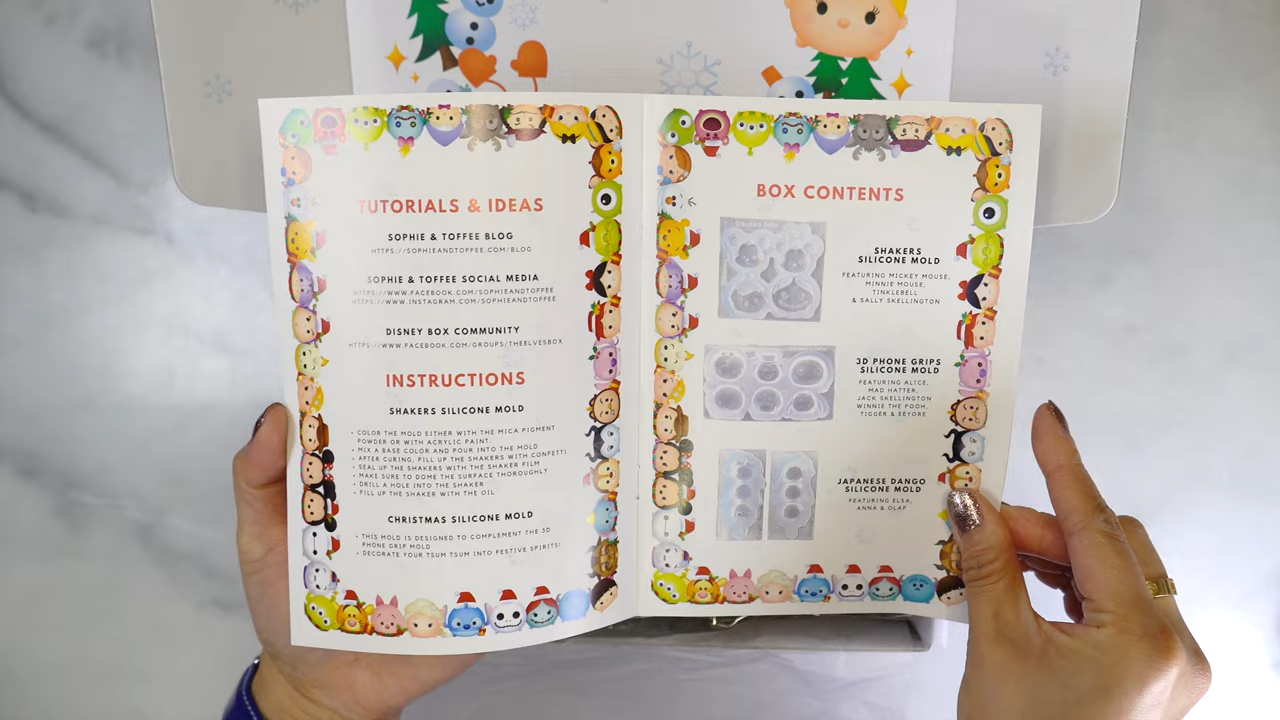 TUTORIALS & IDEAS
SOPHIE & TOFFEE BLOG
HTTPS://SOPHIEANDTOFFEE.COM/BLOG
SOPHIE & TOFFEE SOCIAL MEDIA
HTTPS://WWW.FACEBOOK.COM/SOPHIEANDTOFFEE
HTTPS://WWW.INSTAGRAM.COM/SOPHIEANDTOFFEE
DISNEY BOX COMMUNITY
HTTPS://WWW.FACEBOOK.COM/GROUPS/THEELVESBOX
INSTRUCTIONS
SHAKERS SILICONE MOLD
• COLOR THE MOLD EITHER WITH THE MICA PIGMENT
POWDER OR WITH ACRYLIC PAINT.
• MIX A BASE COLOR AND POUR INTO THE MOLD
• AFTER CURING, FILL UP THE SHAKERS WITH CONFETTI
• SEAL UP THE SHAKERS WITH THE SHAKER FILM
• MAKE SURE TO DOME THE SURFACE THOROUGHLY
• DRILL A HOLE INTO THE SHAKER
• FILL UP THE SHAKER WITH THE OIL
CHRISTMAS SILICONE MOLD
• THIS MOLD IS DESIGNED TO COMPLEMENT THE 3D
PHONE GRIP MOLD
• DECORATE YOUR TSUM TSUM INTO FESTIVE SPIRITS!
BOX CONTENTS
SHAKERS
SILICONE MOLD
FEATURING MICKEY MOUSE,
MINNIE MOUSE,
TINKLEBELL
& SALLY SKELLINGTON
3D PHONE GRIPS
SILICONE MOLD
FEATURING ALICE,
MAD HATTER,
JACK SKELLINGTON
WINNIE THE POOH,
TIGGER & EEYORE
JAPANESE DANGO
SILICONE MOLD
FEATURING ELSA,
ANNA & OLAF